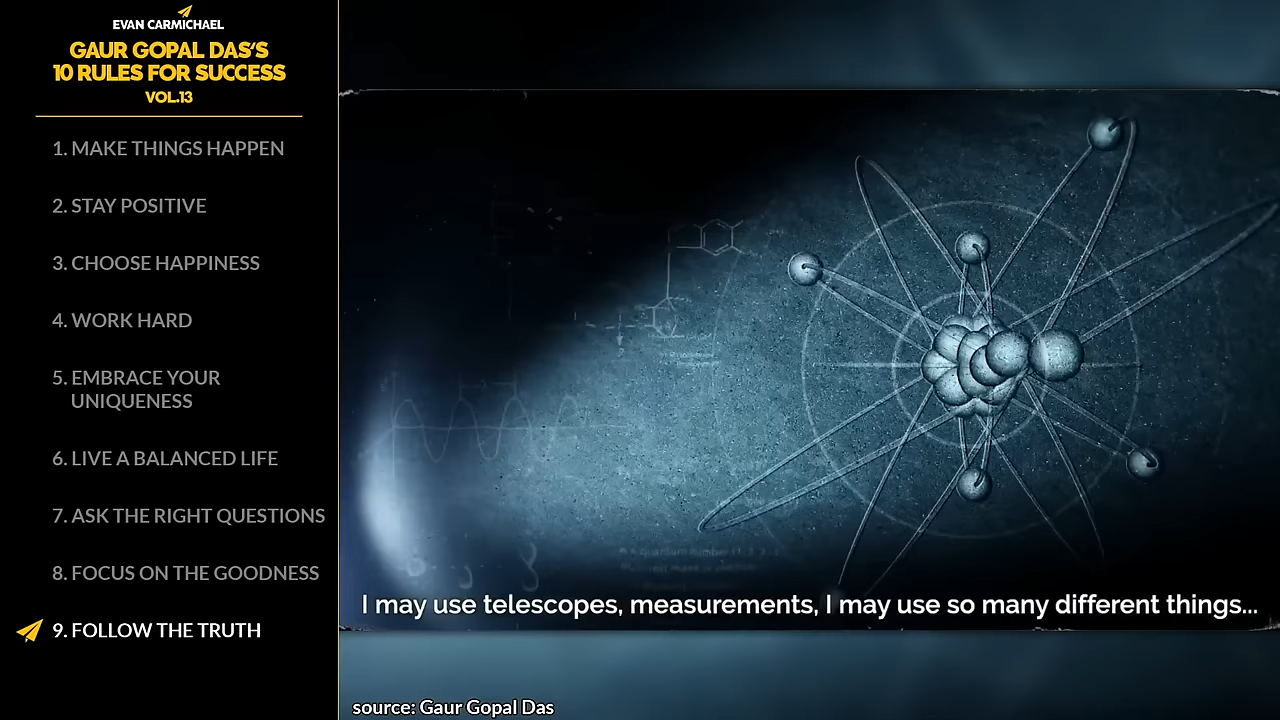 EVAN CARMICHAEL
GAUR GOPAL DAS'S
10 RULES FOR SUCCESS
VOL.13
1. MAKE THINGS HAPPEN
2. STAY POSITIVE
3. CHOOSE HAPPINESS
4. WORK HARD
5. EMBRACE YOUR
UNIQUENESS
6. LIVE A BALANCED LIFE
7. ASK THE RIGHT QUESTIONS
8. FOCUS ON THE GOODNESS
9. FOLLOW THE TRUTH
I may use telescopes, measurements, I may use so many different things...
source: Gaur Gopal Das